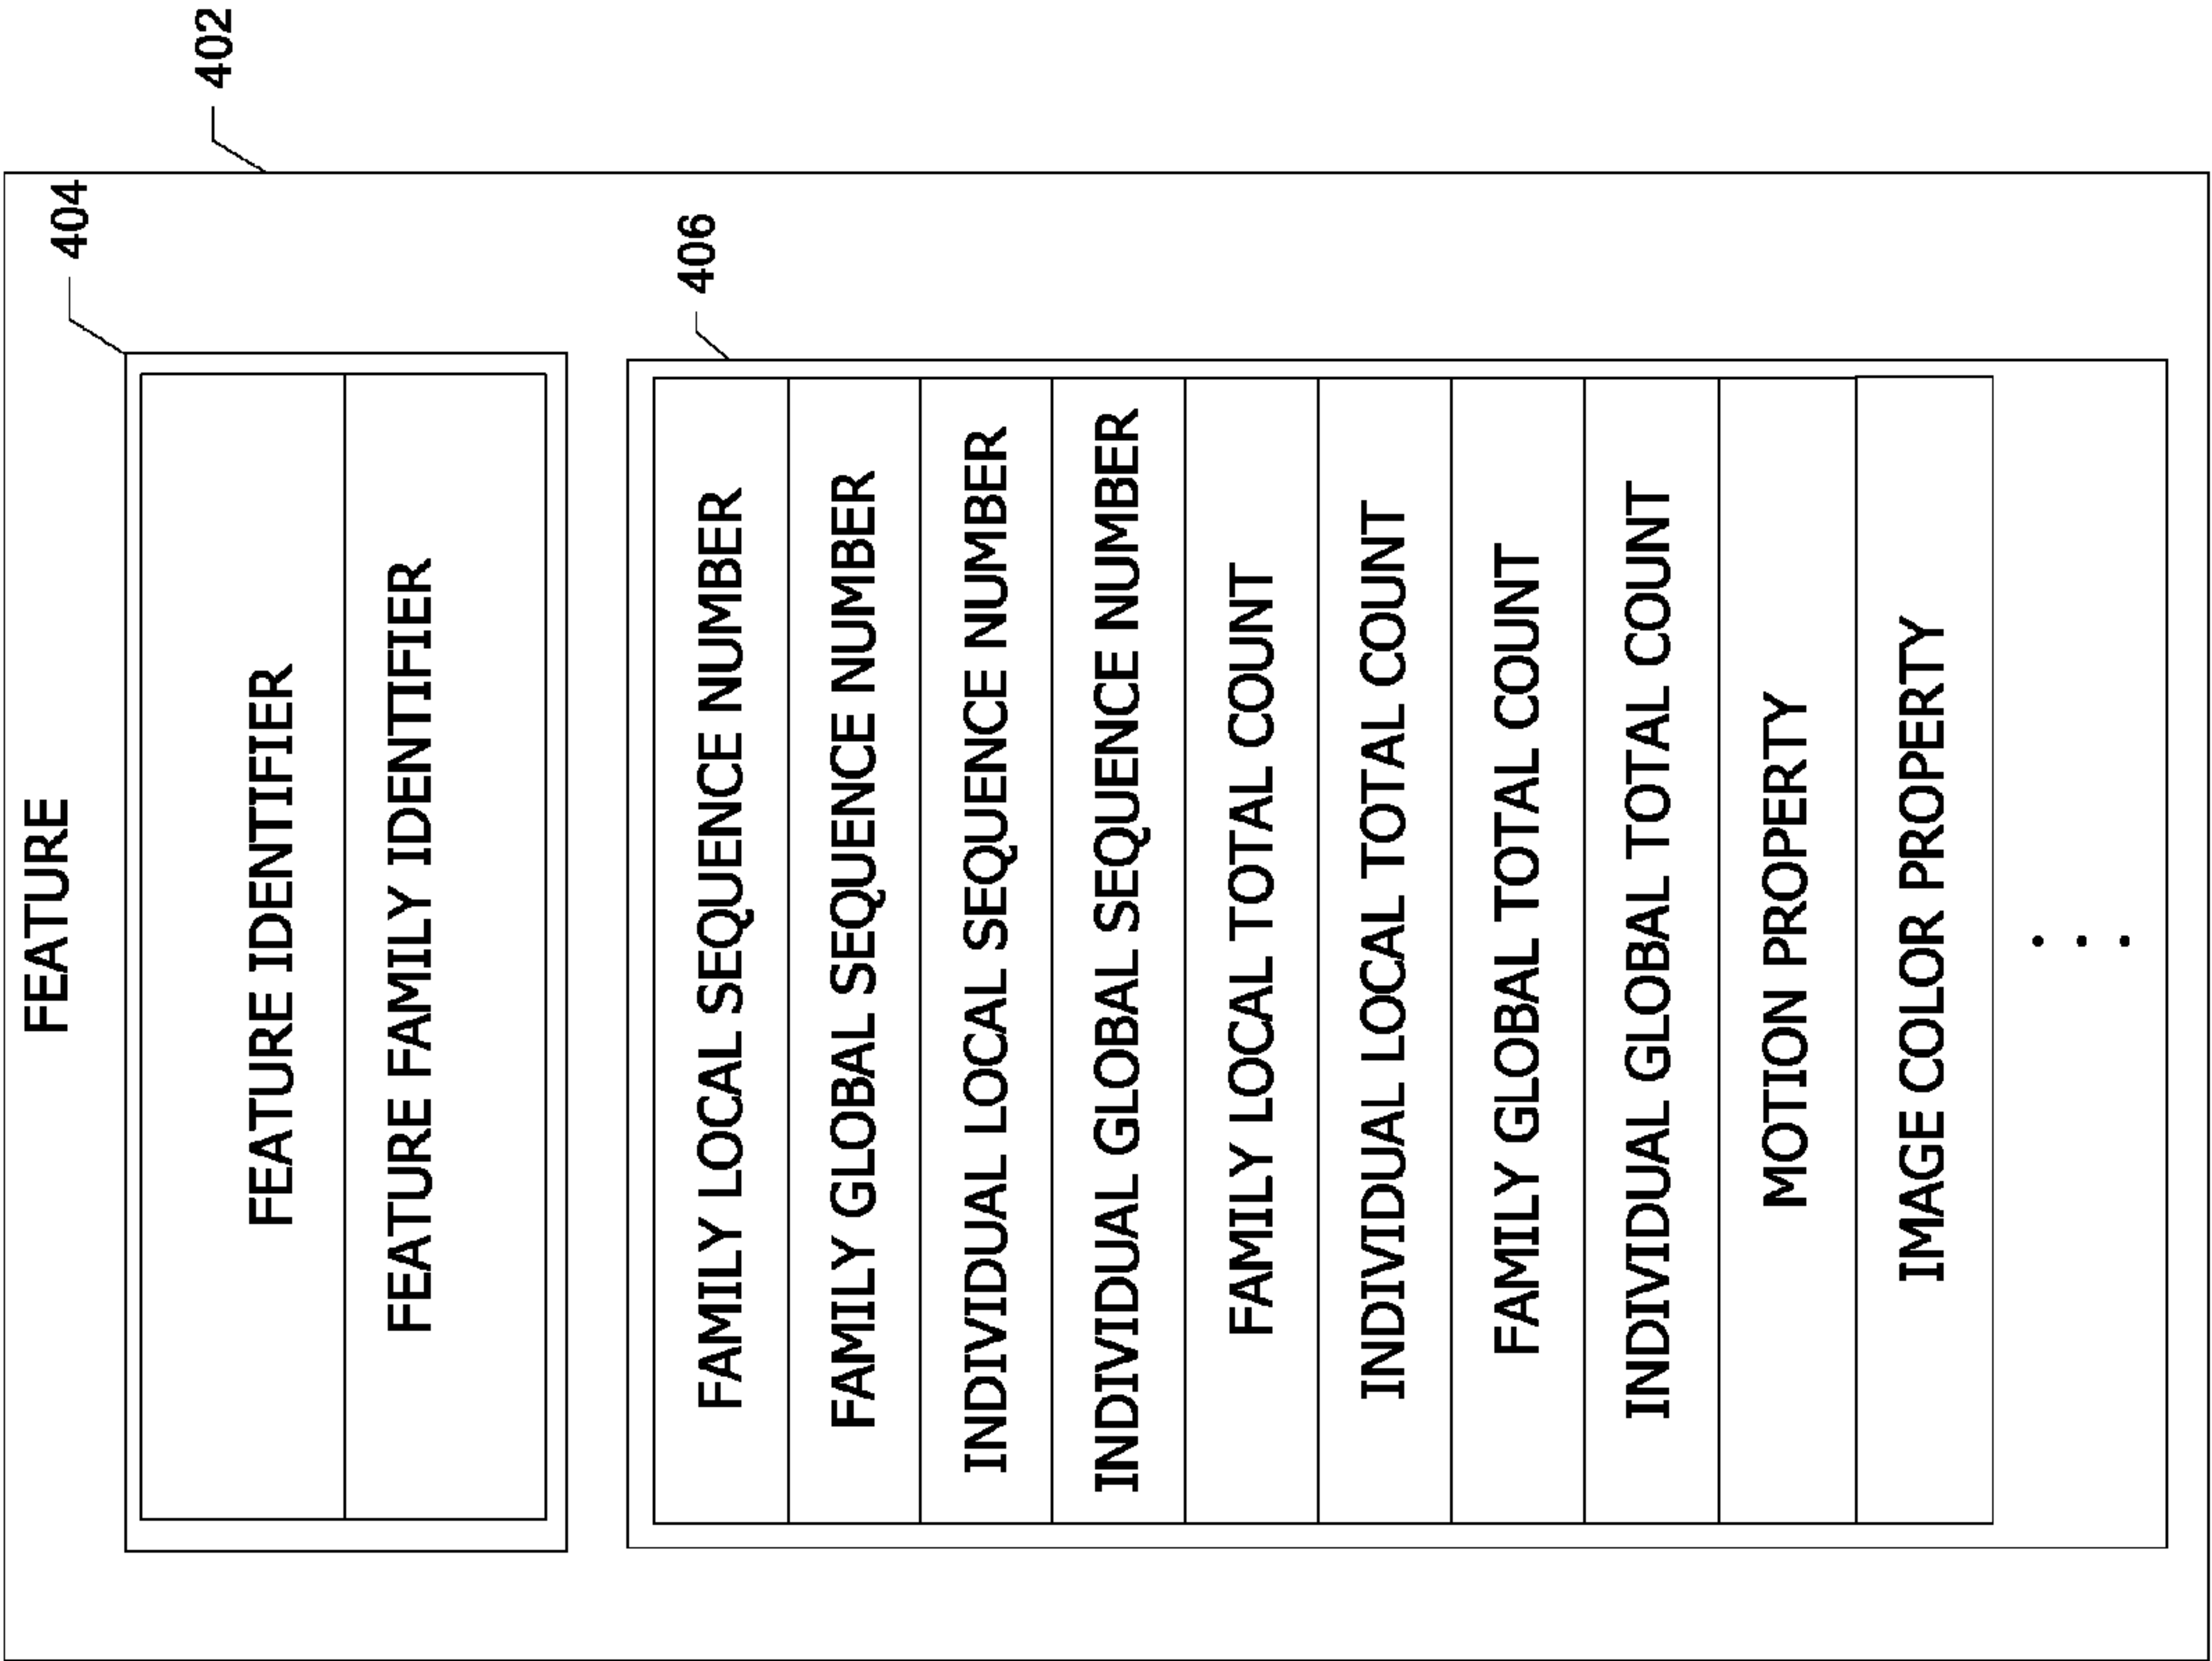 FEATURE
402
404
FEATURE IDENTIFIER
FEATURE FAMILY IDENTIFIER
406
FAMILY LOCAL SEQUENCE NUMBER
FAMILY GLOBAL SEQUENCE NUMBER
INDIVIDUAL LOCAL SEQUENCE NUMBER
INDIVIDUAL GLOBAL SEQUENCE NUMBER
FAMILY LOCAL TOTAL COUNT
INDIVIDUAL LOCAL TOTAL COUNT
FAMILY GLOBAL TOTAL COUNT
INDIVIDUAL GLOBAL TOTAL COUNT
MOTION PROPERTY
IMAGE COLOR PROPERTY
. . .